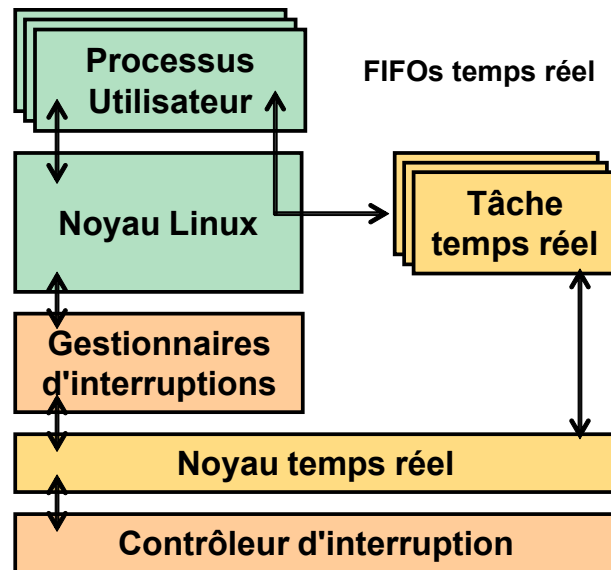 Processus
Utilisateur
FIFOs temps réel
Noyau Linux
Tâche
temps réel
Gestionnaires
d'interruptions
Noyau temps réel
Contrôleur d'interruption